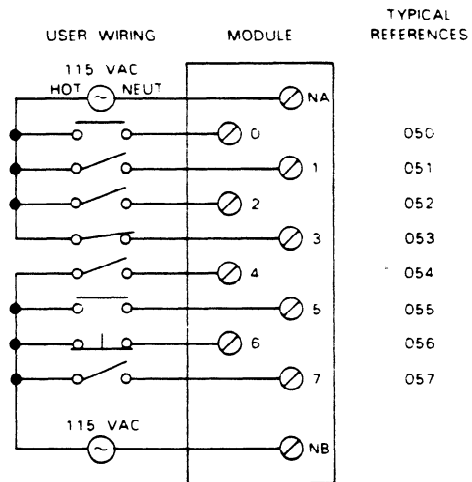 TYPICAL
USER WIRING MODULE REFERENCES
115 VAC
HOT NEUT
~ NA
0 050
1 051
2 052
3 053
4 054
5 055
6 056
7 057
115 VAC
~ NB